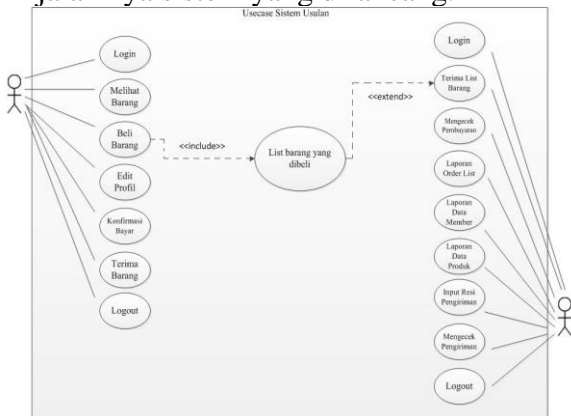 Usecase Sistem Usulan
Login
Melihat
Barang
Beli
Barang
Edit
Profil
Konfirmasi
Bayar
Terima
Barang
Logout
<<include>>
List barang yang
dibeli
<<extend>>
Login
Terima List
Barang
Mengecek
Pembayaran
Laporan
Order List
Laporan
Data
Member
Laporan
Data
Produk
Input Resi
Pengiriman
Mengecek
Pengiriman
Logout